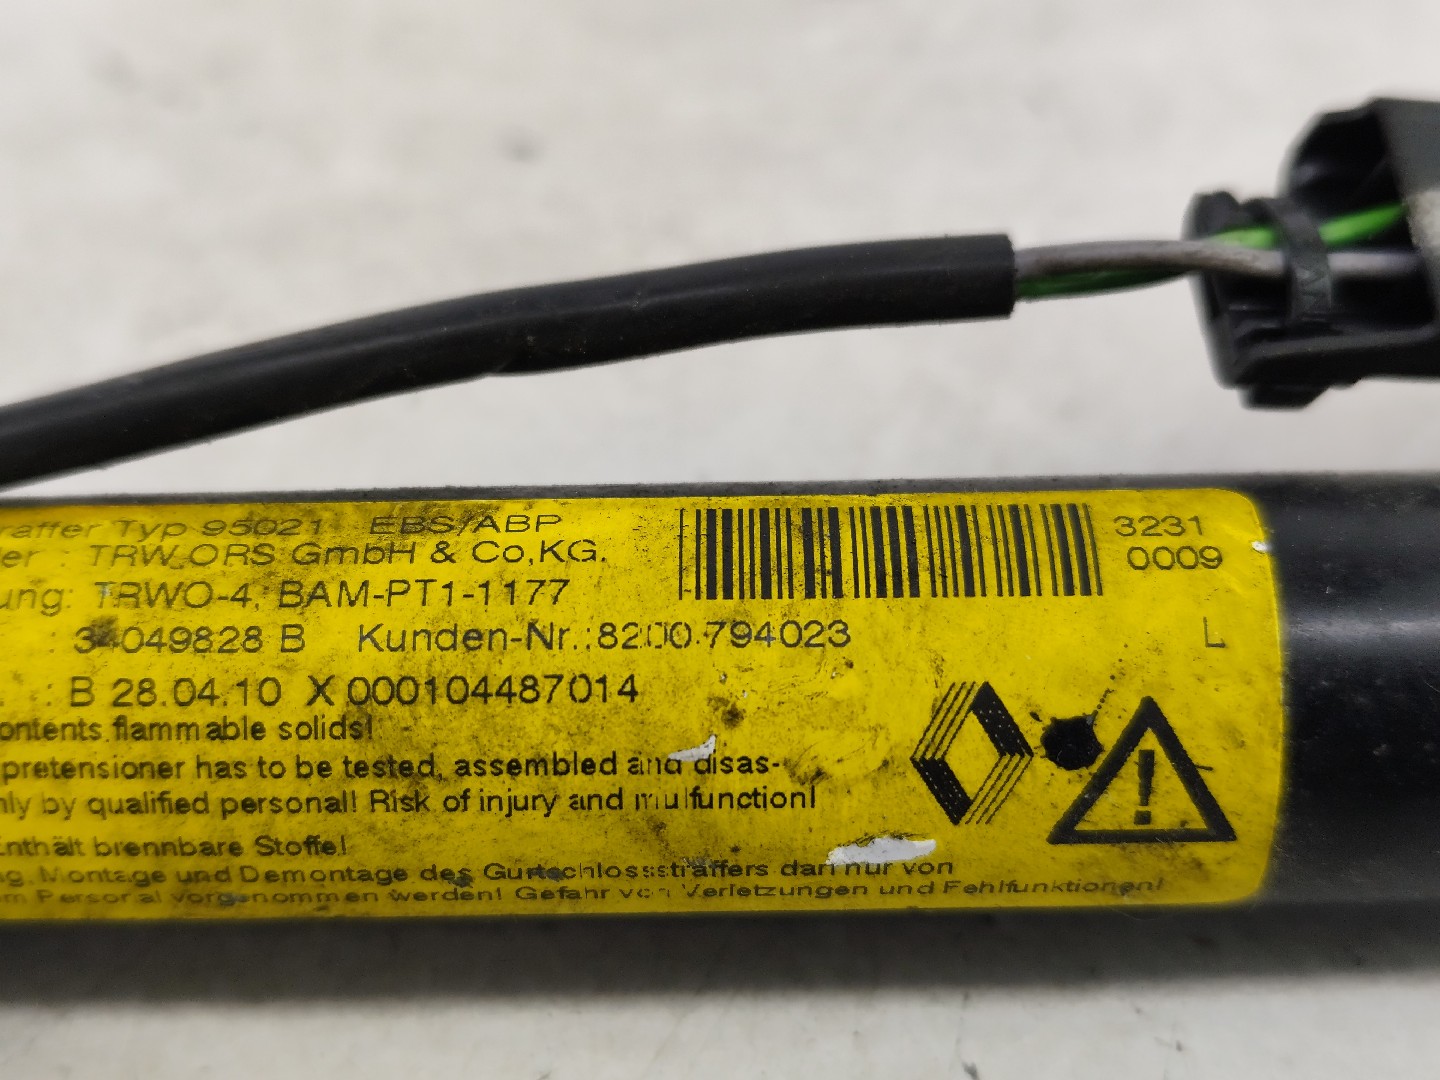 raffer Typ 95021 EBS/ABP
er : TRW ORS GmbH & Co,KG.
ung: TRWO-4, BAM-PT1-1177
: 34049828 B Kunden-Nr.:8200 794023
. : B 28.04.10 X 000104487014
ontents flammable solids!
pretensioner has to be tested, assembled and disas-
nly by qualified personal! Risk of injury and mulfunction!
Enthält brennbare Stoffe!
g, Montage und Demontage des Gurtschlossstraffers darf nur von
m Personal vorgenommen werden! Gefahr von Verletzungen und Fehlfunktionen!
3231
0009
L
!